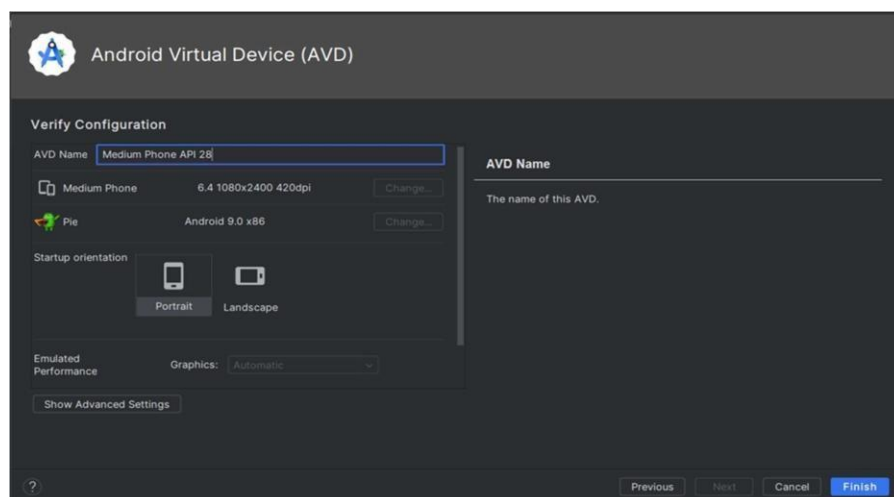 Android Virtual Device (AVD)
Verify Configuration
AVD Name Medium Phone API 28
Medium Phone 6.4 1080x2400 420dpi Change...
Pie Android 9.0 x86 Change...
Startup orientation
Portrait Landscape
Emulated
Performance
Graphics: Automatic
Show Advanced Settings
AVD Name
The name of this AVD.
? Previous Next Cancel Finish